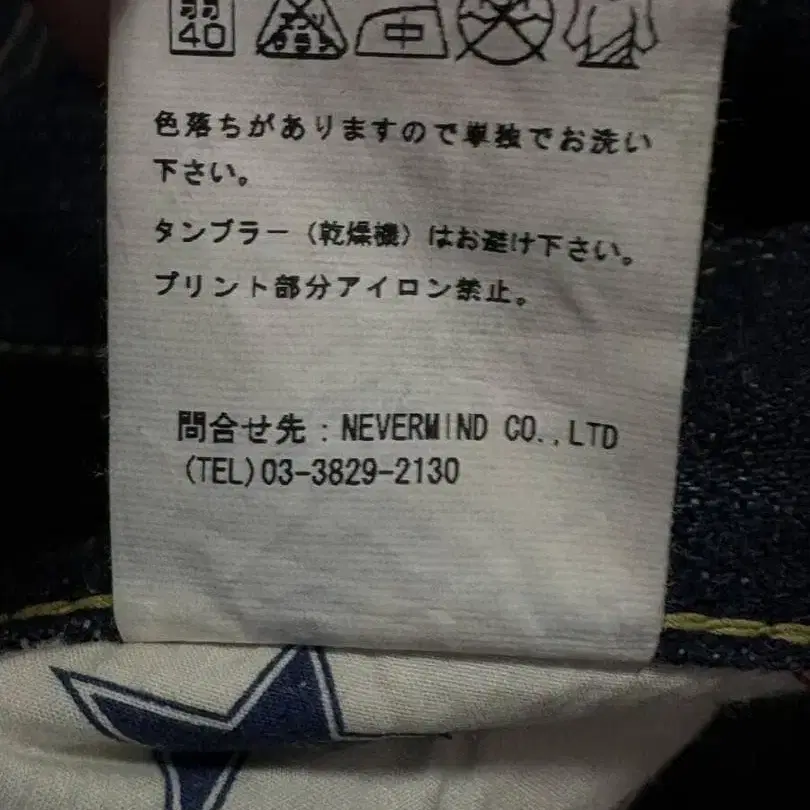 弱
40
中
色落ちがありますので単独でお洗い
下さい。
タンブラー（乾燥機）はお避け下さい。
プリント部分アイロン禁止。
問合せ先：NEVERMIND CO.,LTD
(TEL)03-3829-2130